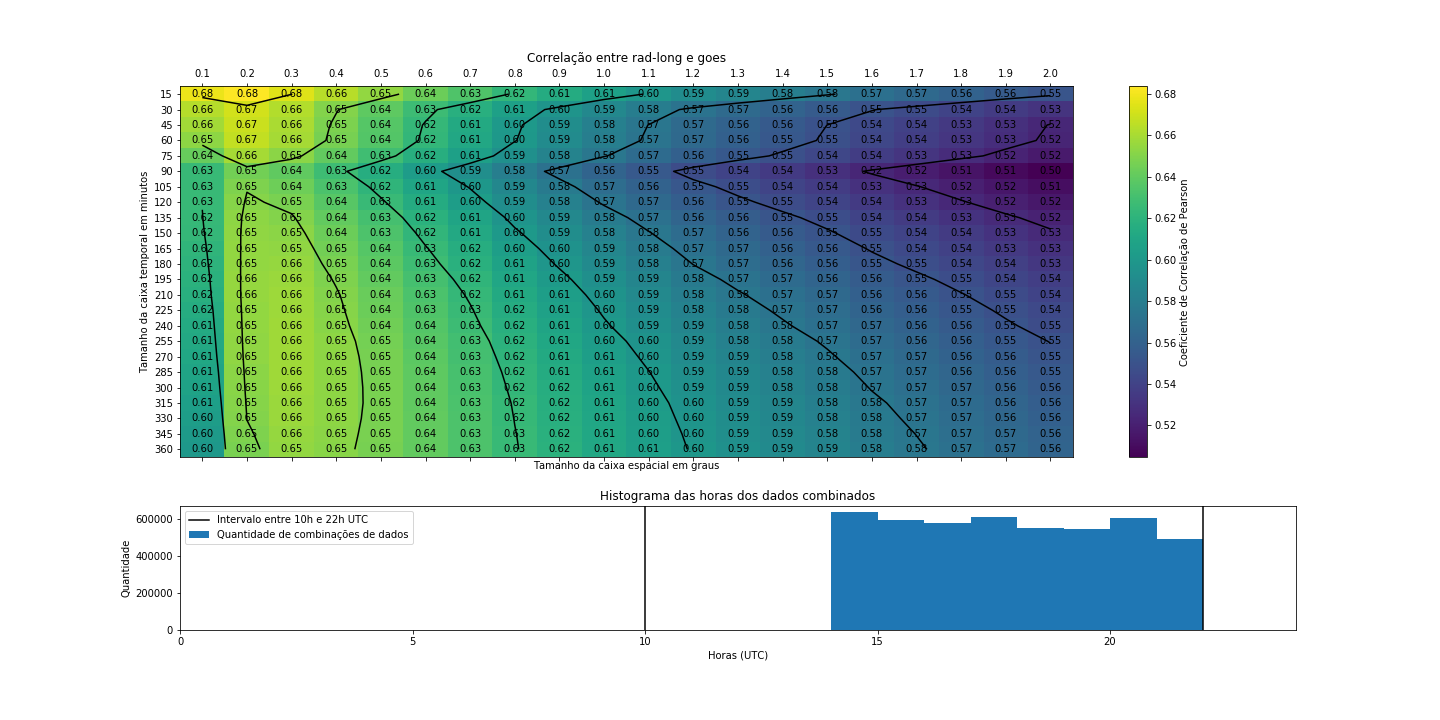 Correlação entre rad-long e goes
0.1 0.2 0.3 0.4 0.5 0.6 0.7 0.8 0.9 1.0 1.1 1.2 1.3 1.4 1.5 1.6 1.7 1.8 1.9 2.0
15 0.68 0.68 0.68 0.66 0.65 0.64 0.63 0.62 0.61 0.61 0.60 0.59 0.59 0.58 0.58 0.57 0.57 0.56 0.56 0.55
30 0.66 0.67 0.66 0.65 0.64 0.63 0.62 0.61 0.60 0.59 0.58 0.57 0.57 0.56 0.56 0.55 0.55 0.54 0.54 0.53
45 0.66 0.67 0.66 0.65 0.64 0.62 0.61 0.60 0.59 0.58 0.57 0.57 0.56 0.56 0.55 0.54 0.54 0.53 0.53 0.52
60 0.65 0.67 0.66 0.65 0.64 0.62 0.61 0.60 0.59 0.58 0.57 0.57 0.56 0.55 0.55 0.54 0.54 0.53 0.53 0.52
75 0.64 0.66 0.65 0.64 0.63 0.62 0.61 0.59 0.58 0.58 0.57 0.56 0.55 0.55 0.54 0.54 0.53 0.53 0.52 0.52
90 0.63 0.65 0.64 0.63 0.62 0.60 0.59 0.58 0.57 0.56 0.55 0.55 0.54 0.54 0.53 0.52 0.52 0.51 0.51 0.50
105 0.63 0.65 0.64 0.63 0.62 0.61 0.60 0.59 0.58 0.57 0.56 0.55 0.55 0.54 0.54 0.53 0.53 0.52 0.52 0.51
120 0.63 0.65 0.65 0.64 0.63 0.61 0.60 0.59 0.58 0.57 0.57 0.56 0.55 0.55 0.54 0.54 0.53 0.53 0.52 0.52
135 0.62 0.65 0.65 0.64 0.63 0.62 0.61 0.60 0.59 0.58 0.57 0.56 0.56 0.55 0.55 0.54 0.54 0.53 0.53 0.52
150 0.62 0.65 0.65 0.64 0.63 0.62 0.61 0.60 0.59 0.58 0.58 0.57 0.56 0.56 0.55 0.55 0.54 0.54 0.53 0.53
165 0.62 0.65 0.65 0.64 0.64 0.63 0.62 0.61 0.60 0.59 0.58 0.57 0.57 0.56 0.56 0.55 0.54 0.54 0.53 0.53
180 0.62 0.65 0.66 0.65 0.64 0.63 0.62 0.61 0.60 0.59 0.58 0.57 0.57 0.56 0.56 0.55 0.55 0.54 0.54 0.53
195 0.62 0.66 0.66 0.65 0.64 0.63 0.62 0.61 0.60 0.59 0.59 0.58 0.57 0.57 0.56 0.56 0.55 0.55 0.54 0.54
210 0.62 0.66 0.66 0.65 0.64 0.63 0.62 0.61 0.61 0.60 0.59 0.58 0.58 0.57 0.57 0.56 0.56 0.55 0.55 0.54
225 0.62 0.65 0.66 0.65 0.64 0.64 0.63 0.62 0.61 0.60 0.59 0.58 0.58 0.57 0.57 0.56 0.56 0.55 0.55 0.54
240 0.61 0.65 0.66 0.65 0.64 0.64 0.63 0.62 0.61 0.60 0.59 0.59 0.58 0.58 0.57 0.57 0.56 0.56 0.55 0.55
255 0.61 0.65 0.66 0.65 0.65 0.64 0.63 0.62 0.61 0.60 0.60 0.59 0.58 0.58 0.57 0.57 0.56 0.56 0.55 0.55
270 0.61 0.65 0.66 0.65 0.65 0.64 0.63 0.62 0.61 0.61 0.60 0.59 0.59 0.58 0.58 0.57 0.57 0.56 0.56 0.55
285 0.61 0.65 0.66 0.65 0.65 0.64 0.63 0.62 0.62 0.61 0.60 0.59 0.59 0.58 0.58 0.57 0.57 0.56 0.56 0.55
300 0.61 0.65 0.66 0.65 0.65 0.64 0.63 0.62 0.62 0.61 0.60 0.59 0.59 0.58 0.58 0.57 0.57 0.57 0.56 0.56
315 0.61 0.65 0.66 0.65 0.65 0.64 0.63 0.62 0.62 0.61 0.60 0.60 0.59 0.59 0.58 0.58 0.57 0.57 0.56 0.56
330 0.60 0.65 0.66 0.65 0.65 0.64 0.63 0.62 0.62 0.61 0.60 0.60 0.59 0.59 0.58 0.58 0.57 0.57 0.56 0.56
345 0.60 0.65 0.66 0.65 0.65 0.64 0.63 0.63 0.62 0.61 0.60 0.60 0.59 0.59 0.58 0.58 0.57 0.57 0.57 0.56
360 0.60 0.65 0.65 0.65 0.65 0.64 0.63 0.63 0.62 0.61 0.61 0.60 0.59 0.59 0.58 0.58 0.58 0.57 0.57 0.56
Tamanho da caixa temporal em minutos
Tamanho da caixa espacial em graus
0.68
0.66
0.64
0.62
0.60
0.58
0.56
0.54
0.52
Coeficiente de Correlação de Pearson
Histograma das horas dos dados combinados
Intervalo entre 10h e 22h UTC
Quantidade de combinações de dados
600000
400000
200000
0
Quantidade
0 5 10 15 20
Horas (UTC)